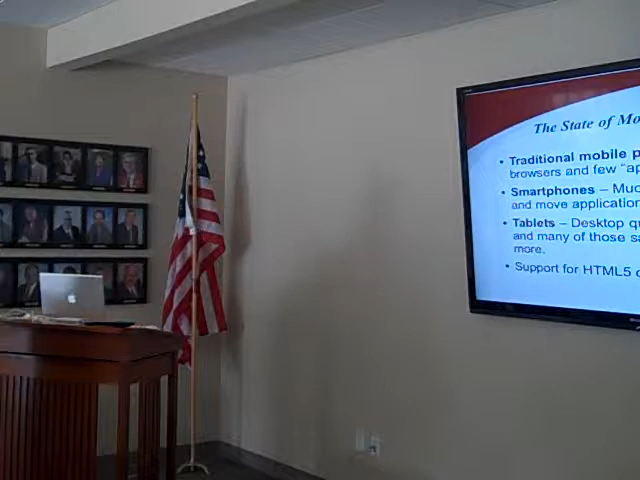 The State of Mo
• Traditional mobile p
browsers and few "ap
• Smartphones – Muc
and move application
• Tablets – Desktop qu
and many of those sa
more.
• Support for HTML5 o